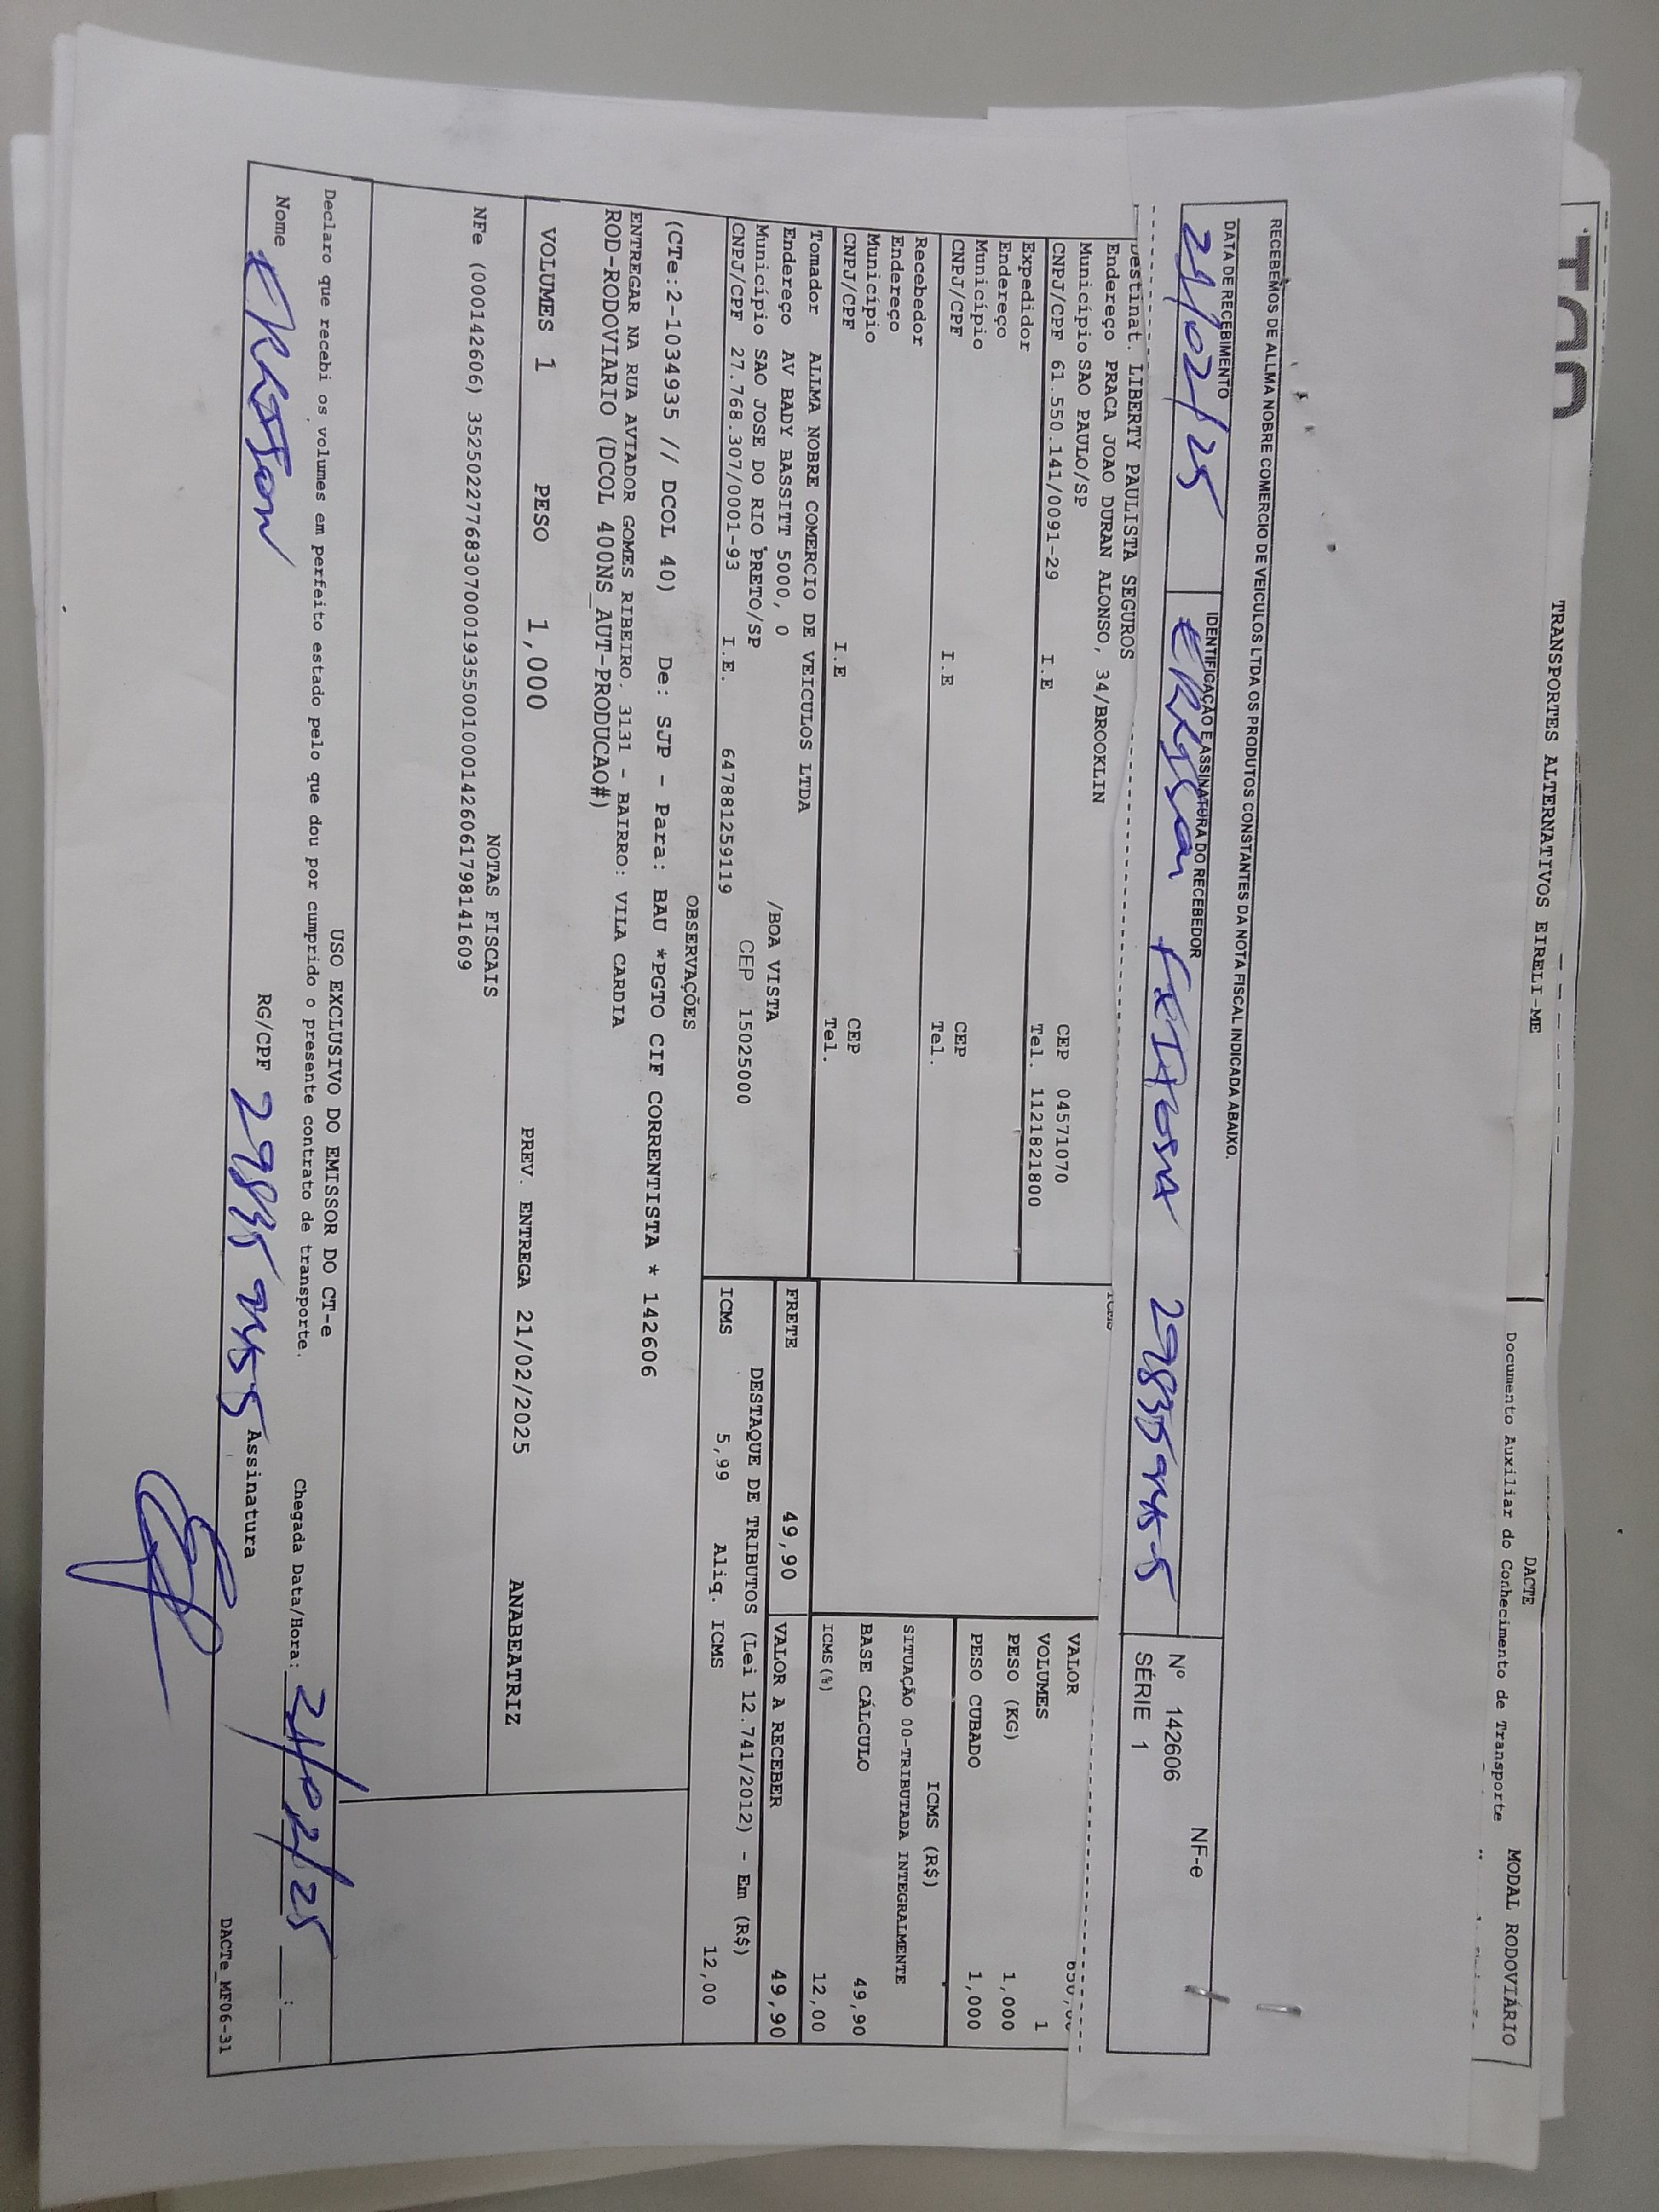 TRANSPORTES ALTERNATIVOS EIRELI-ME
DACTE
Documento Auxiliar do Conhecimento de Transporte
MODAL RODOVIÁRIO
RECEBEMOS DE ALLMA NOBRE COMERCIO DE VEICULOS LTDA OS PRODUTOS CONSTANTES DA NOTA FISCAL INDICADA ABAIXO.
DATA DE RECEBIMENTO
21/02/25
IDENTIFICAÇÃO E ASSINATURA DO RECEBEDOR
NF-e
Nº 142606
SÉRIE 1
Destinat. LIBERTY PAULISTA SEGUROS
Endereço PRACA JOAO DURAN ALONSO, 34/BROOKLIN
Município SAO PAULO/SP CEP 04571070
CNPJ/CPF 61.550.141/0091-29 I.E Tel. 1121821800
Expedidor
Endereço
Município CEP
CNPJ/CPF I.E Tel.
Recebedor
Endereço
Município CEP
CNPJ/CPF I.E Tel.
Tomador ALLMA NOBRE COMERCIO DE VEICULOS LTDA
Endereço AV BADY BASSITT 5000, 0 /BOA VISTA
Município SAO JOSE DO RIO PRETO/SP CEP 15025000
CNPJ/CPF 27.768.307/0001-93 I.E. 647881259119
VALOR
VOLUMES 1
PESO (KG) 1,000
PESO CUBADO 1,000
ICMS (R$)
SITUAÇÃO 00-TRIBUTADA INTEGRALMENTE
BASE CÁLCULO 49,90
ICMS(%) 12,00
FRETE 49,90 VALOR A RECEBER 49,90
DESTAQUE DE TRIBUTOS (Lei 12.741/2012) - Em (R$)
ICMS 5,99 Aliq. ICMS 12,00
OBSERVAÇÕES
(CTe:2-1034935 // DCOL 40) De: SJP - Para: BAU *PGTO CIF CORRENTISTA * 142606
ENTREGAR NA RUA AVIADOR GOMES RIBEIRO, 3131 - BAIRRO: VILA CARDIA
ROD-RODOVIARIO (DCOL 400NS_AUT-PRODUCAO#)
VOLUMES 1 PESO 1,000 PREV. ENTREGA 21/02/2025 ANABEATRIZ
NOTAS FISCAIS
NFe (000142606) 35250227768307000193550010001426061798141609
USO EXCLUSIVO DO EMISSOR DO CT-e
Declaro que recebi os volumes em perfeito estado pelo que dou por cumprido o presente contrato de transporte.
Chegada Data/Hora: 21/02/25 __:__
Nome RG/CPF Assinatura
DACTe_MF06-31